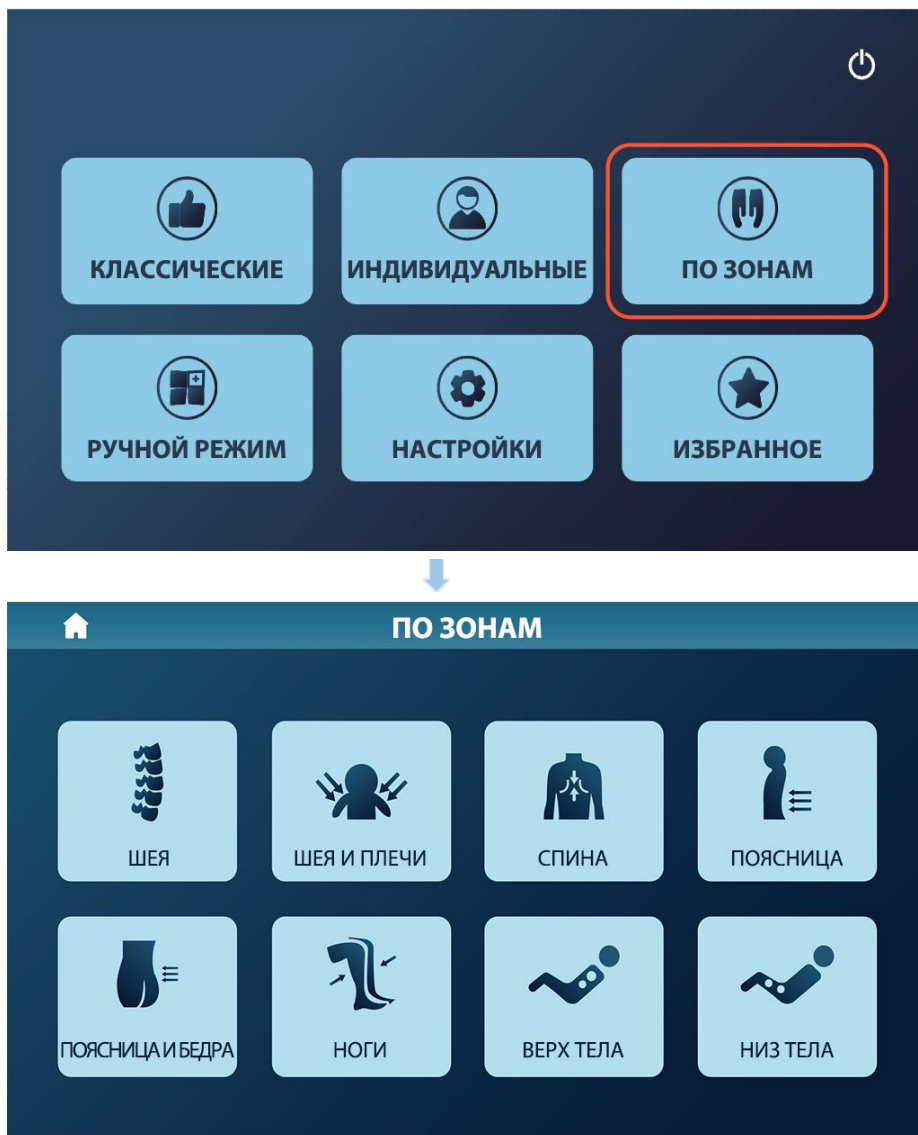 КЛАССИЧЕСКИЕ
ИНДИВИДУАЛЬНЫЕ
ПО ЗОНАМ
РУЧНОЙ РЕЖИМ
НАСТРОЙКИ
ИЗБРАННОЕ
ПО ЗОНАМ
ШЕЯ
ШЕЯ И ПЛЕЧИ
СПИНА
ПОЯСНИЦА
ПОЯСНИЦА И БЕДРА
НОГИ
ВЕРХ ТЕЛА
НИЗ ТЕЛА